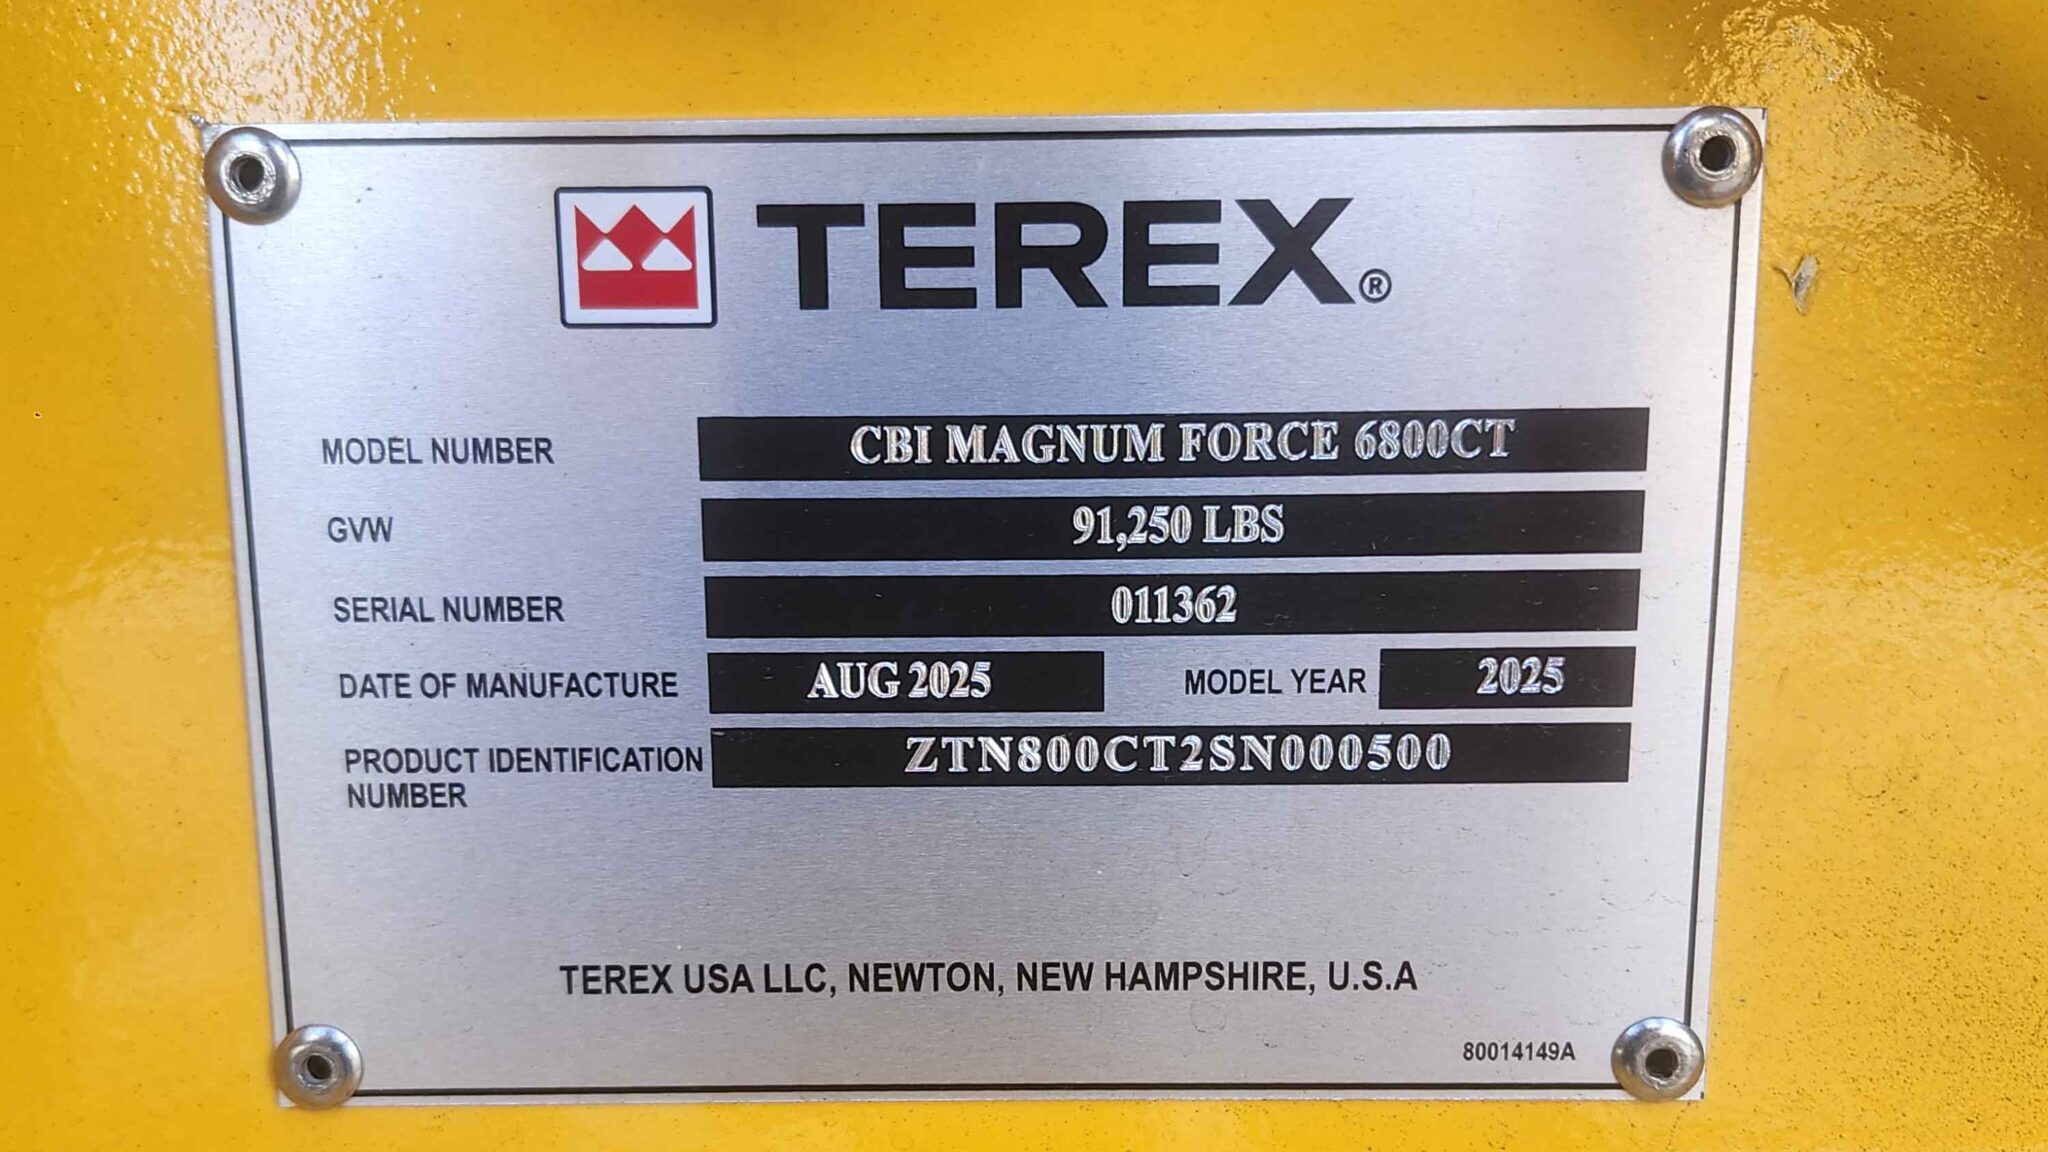 TEREX®
MODEL NUMBER CBI MAGNUM FORCE 6800CT
GVW 91,250 LBS
SERIAL NUMBER 011362
DATE OF MANUFACTURE AUG 2025 MODEL YEAR 2025
PRODUCT IDENTIFICATION ZTN800CT2SN000500
NUMBER
TEREX USA LLC, NEWTON, NEW HAMPSHIRE, U.S.A
80014149A